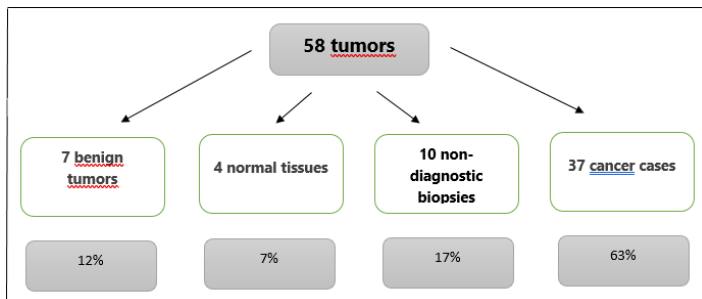 58 tumors
7 benign
tumors
4 normal tissues
10 non-
diagnostic
biopsies
37 cancer cases
12%
7%
17%
63%